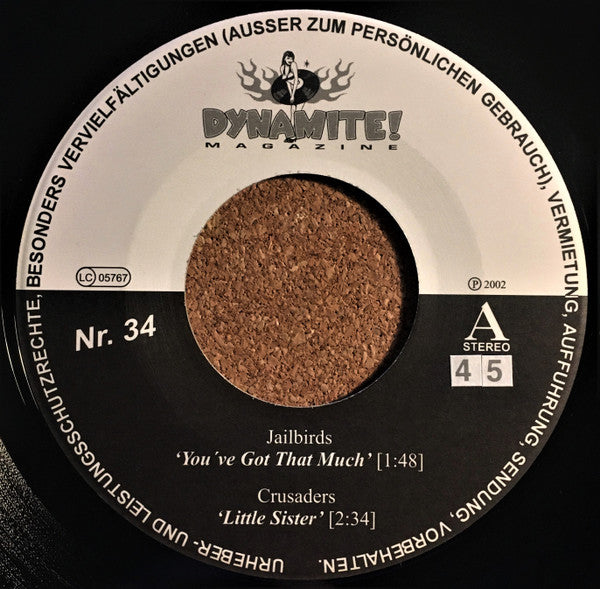 URHEBER- UND LEISTUNGSSCHUTZRECHTE, BESONDERS VERVIELFÄLTIGUNGEN (AUSSER ZUM PERSÖNLICHEN GEBRAUCH), VERMIETUNG, AUFFUHRUNG, SENDUNG, VORBEHALTEN.
DYNAMITE!
MAGAZINE
LC 05767
℗ 2002
Nr. 34
A
STEREO
45
Jailbirds
‘You´ve Got That Much’ [1:48]
Crusaders
‘Little Sister’ [2:34]